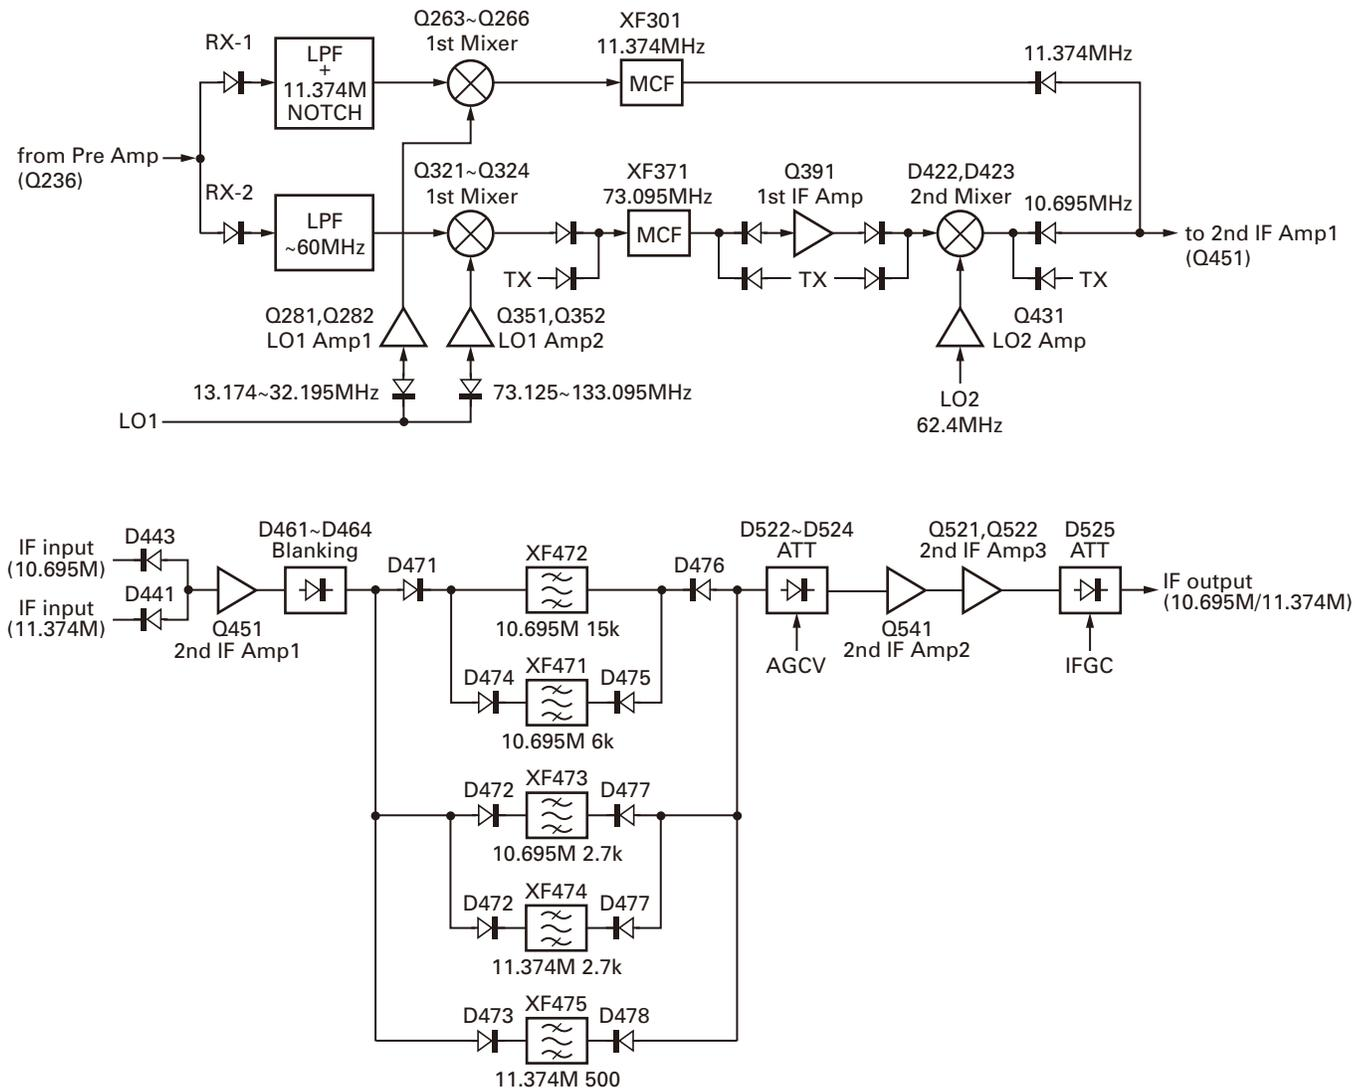 Q263~Q266
1st Mixer
XF301
11.374MHz
11.374MHz
RX-1
LPF
+
11.374M
NOTCH
MCF
from Pre Amp
(Q236)
RX-2
LPF
~60MHz
Q321~Q324
1st Mixer
XF371
73.095MHz
MCF
Q391
1st IF Amp
D422,D423
2nd Mixer
10.695MHz
to 2nd IF Amp1
(Q451)
TX
TX
TX
Q281,Q282
LO1 Amp1
Q351,Q352
LO1 Amp2
Q431
LO2 Amp
13.174~32.195MHz
73.125~133.095MHz
LO1
LO2
62.4MHz
D443
IF input
(10.695M)
D441
IF input
(11.374M)
Q451
2nd IF Amp1
D461~D464
Blanking
D471
XF472
10.695M 15k
D476
D522~D524
ATT
AGCV
Q521,Q522
2nd IF Amp3
Q541
2nd IF Amp2
D525
ATT
IFGC
IF output
(10.695M/11.374M)
D474
XF471
D475
10.695M 6k
D472
XF473
D477
10.695M 2.7k
D472
XF474
D477
11.374M 2.7k
D473
XF475
D478
11.374M 500